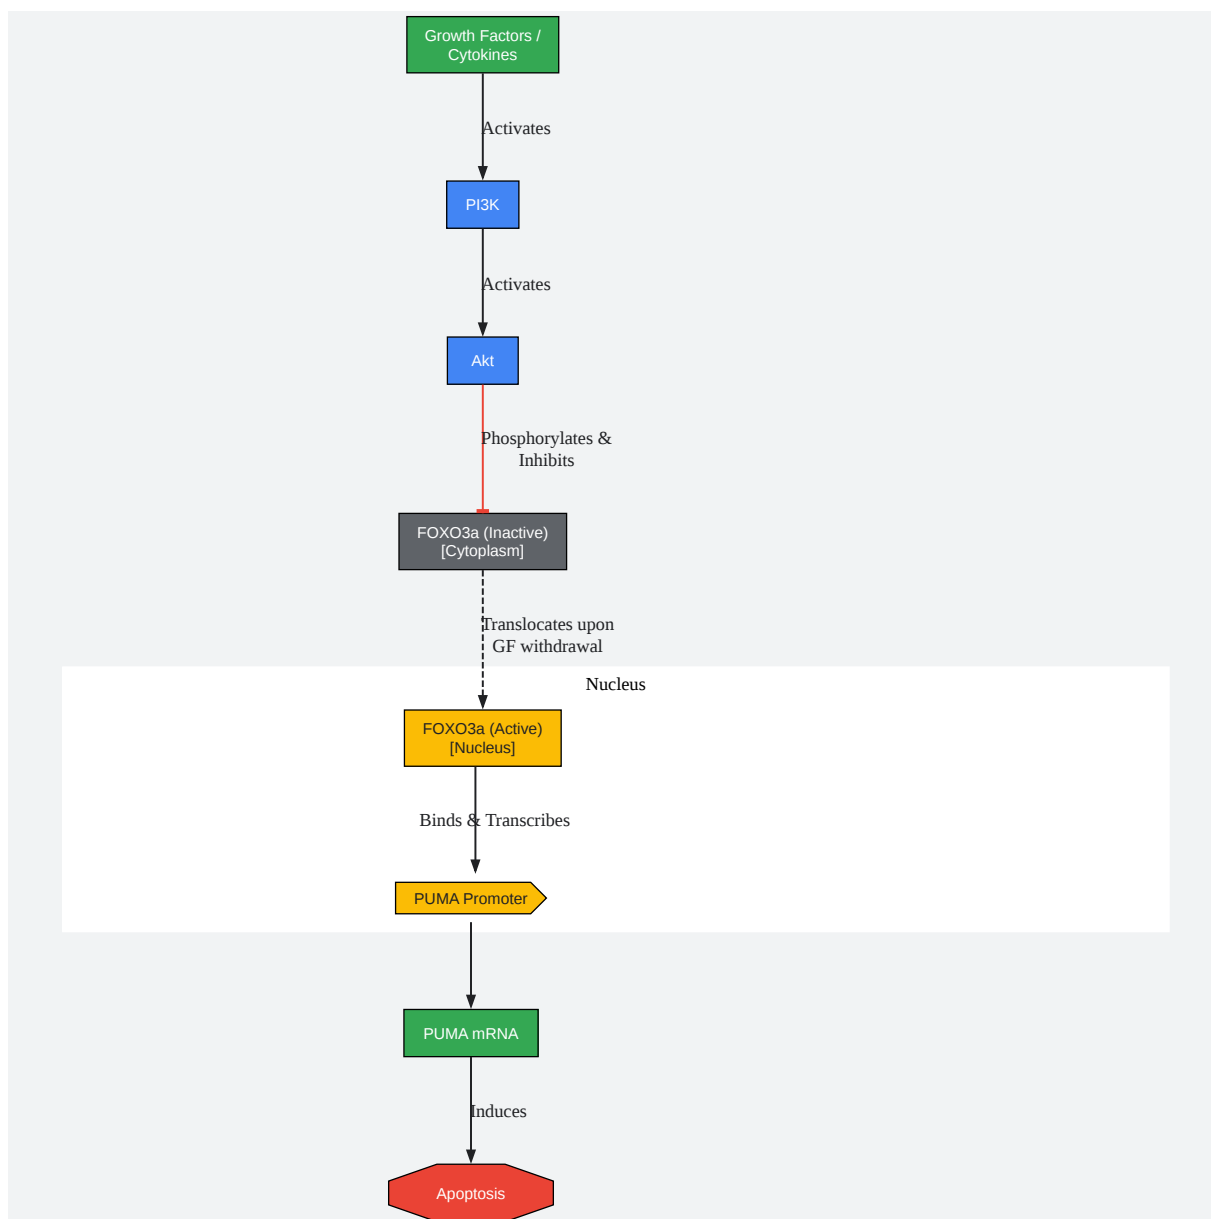 Growth Factors /
Cytokines
Activates
PI3K
Activates
Akt
Phosphorylates &
Inhibits
FOXO3a (Inactive)
[Cytoplasm]
Translocates upon
GF withdrawal
Nucleus
FOXO3a (Active)
[Nucleus]
Binds & Transcribes
PUMA Promoter
PUMA mRNA
Induces
Apoptosis